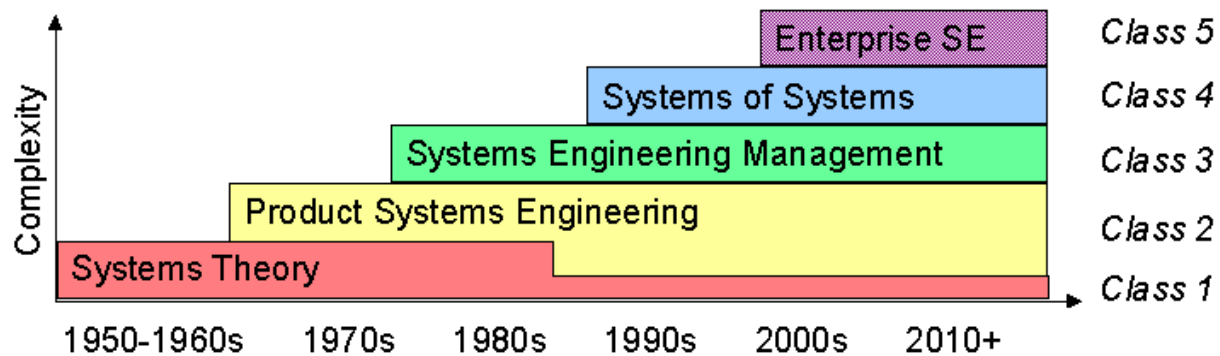 Complexity
Enterprise SE
Class 5
Systems of Systems
Class 4
Systems Engineering Management
Class 3
Product Systems Engineering
Class 2
Systems Theory
Class 1
1950-1960s 1970s 1980s 1990s 2000s 2010+